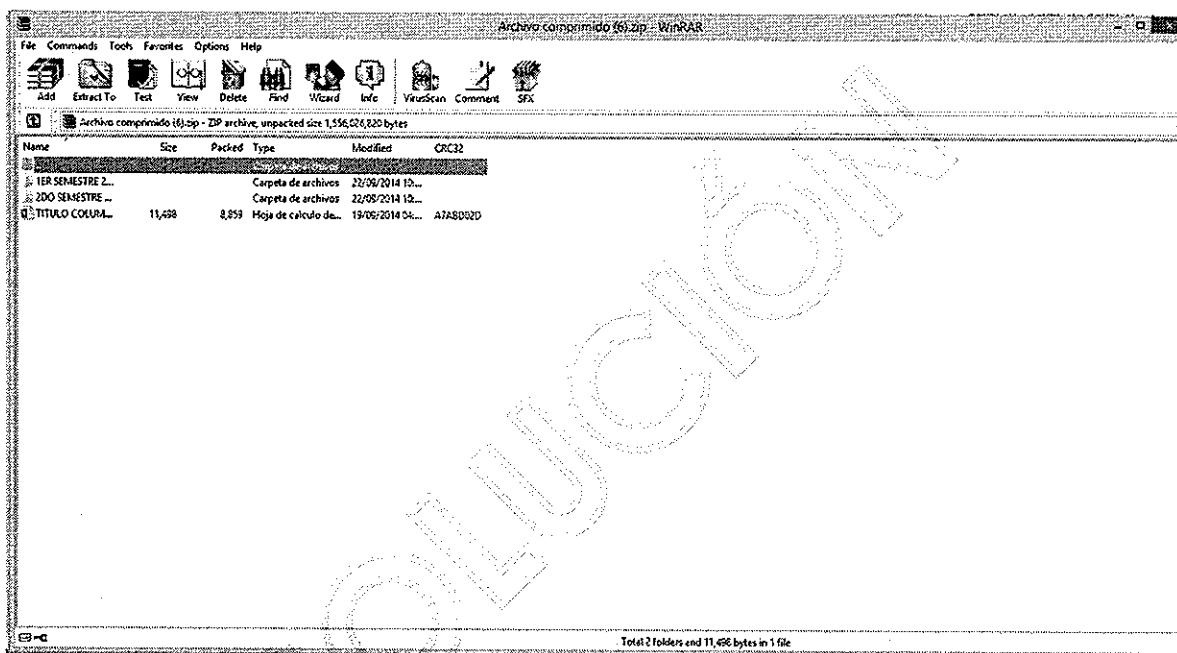 Archivo comprimido (6).zip - WinRAR
File Commands Tools Favorites Options Help
Add Extract To Test View Delete Find Wizard Info VirusScan Comment SFX
Archivo comprimido (6).zip - ZIP archive, unpacked size 1,556,026,820 bytes
Name Size Packed Type Modified CRC32
1ER SEMESTRE 2... Carpeta de archivos 22/09/2014 10:...
2DO SEMESTRE ... Carpeta de archivos 22/09/2014 10:...
TITULO COLUM... 11,498 8,859 Hoja de calculo de... 19/09/2014 04:...
OLUCIÓN
Total 2 folders and 11,498 bytes in 1 file